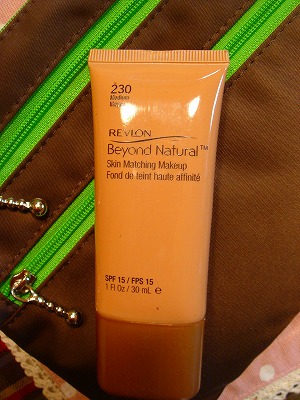 230
Medium
REVLON
Beyond Natural™
Skin Matching Makeup
Fond de teint haute affinité
SPF 15 / FPS 15
1 Fl Oz / 30 mL e